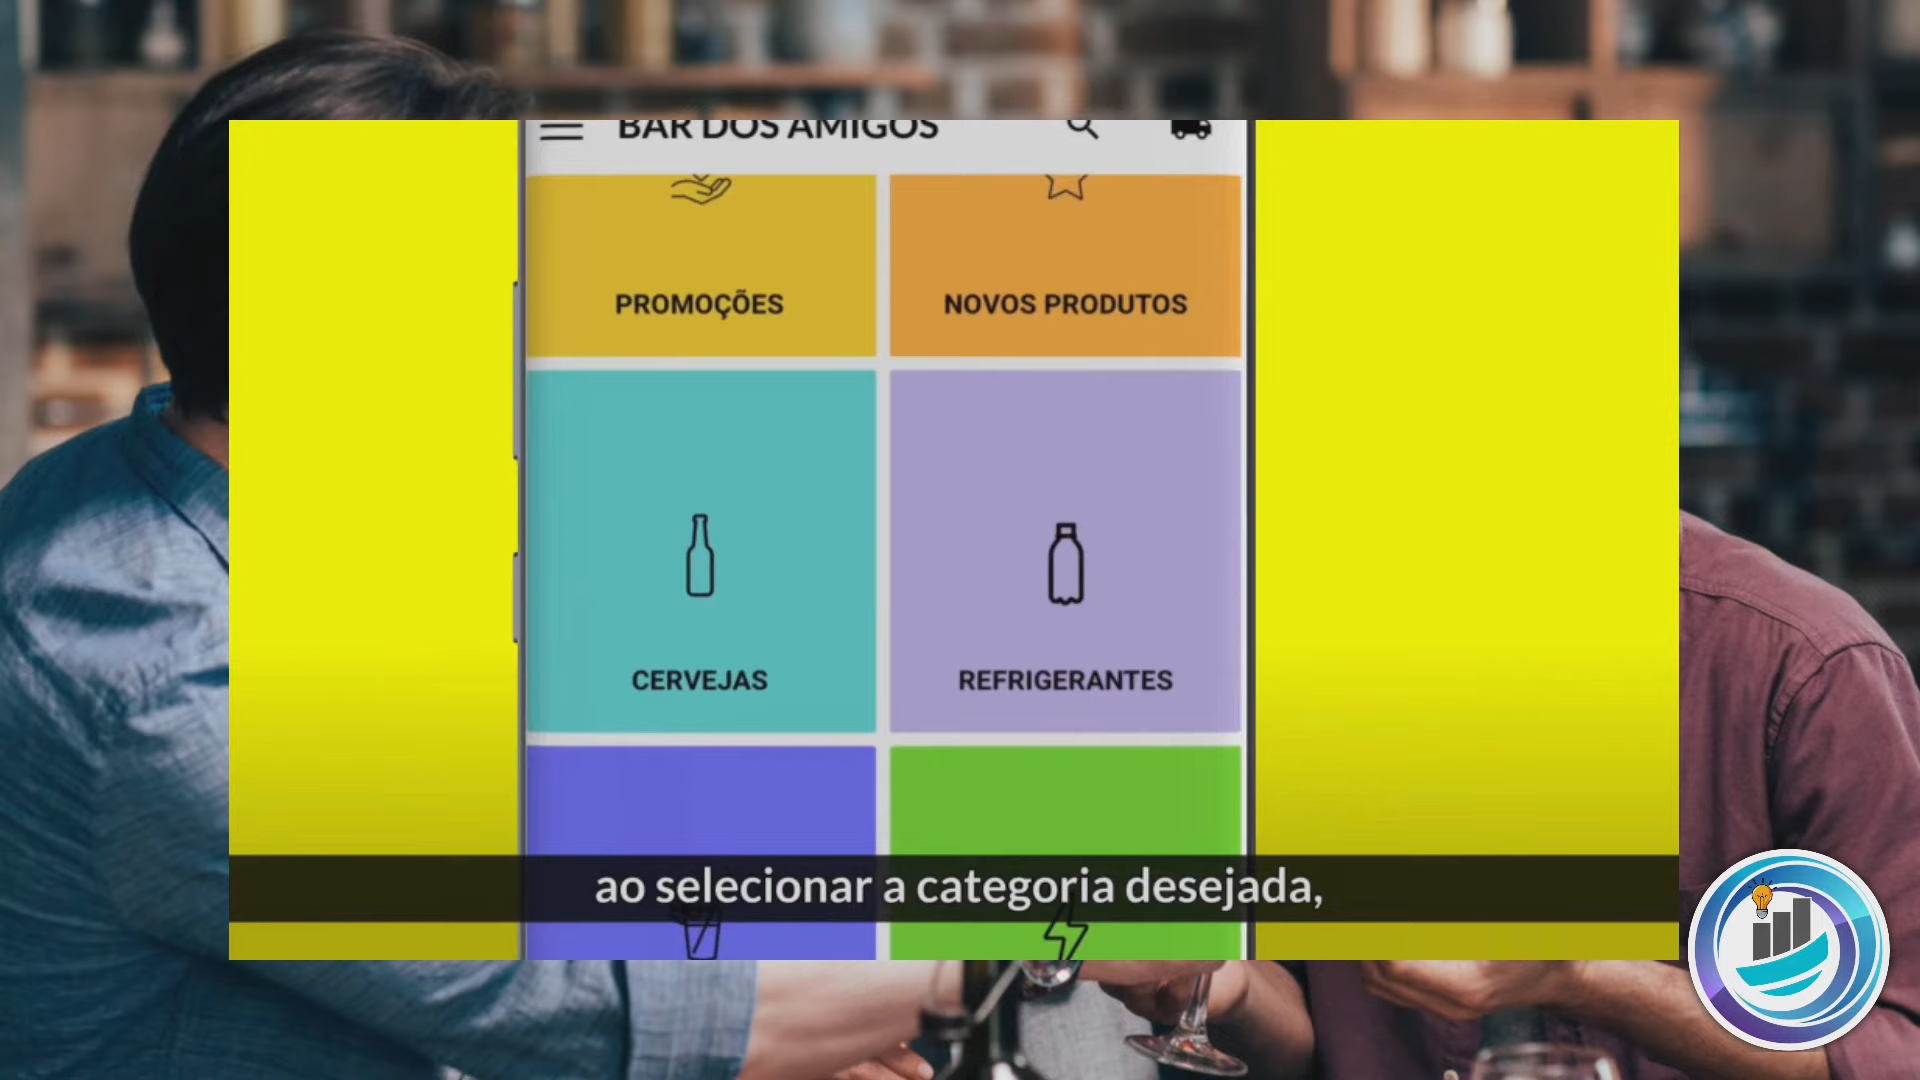 BAR DOS AMIGOS
PROMOÇÕES
NOVOS PRODUTOS
CERVEJAS
REFRIGERANTES
ao selecionar a categoria desejada,